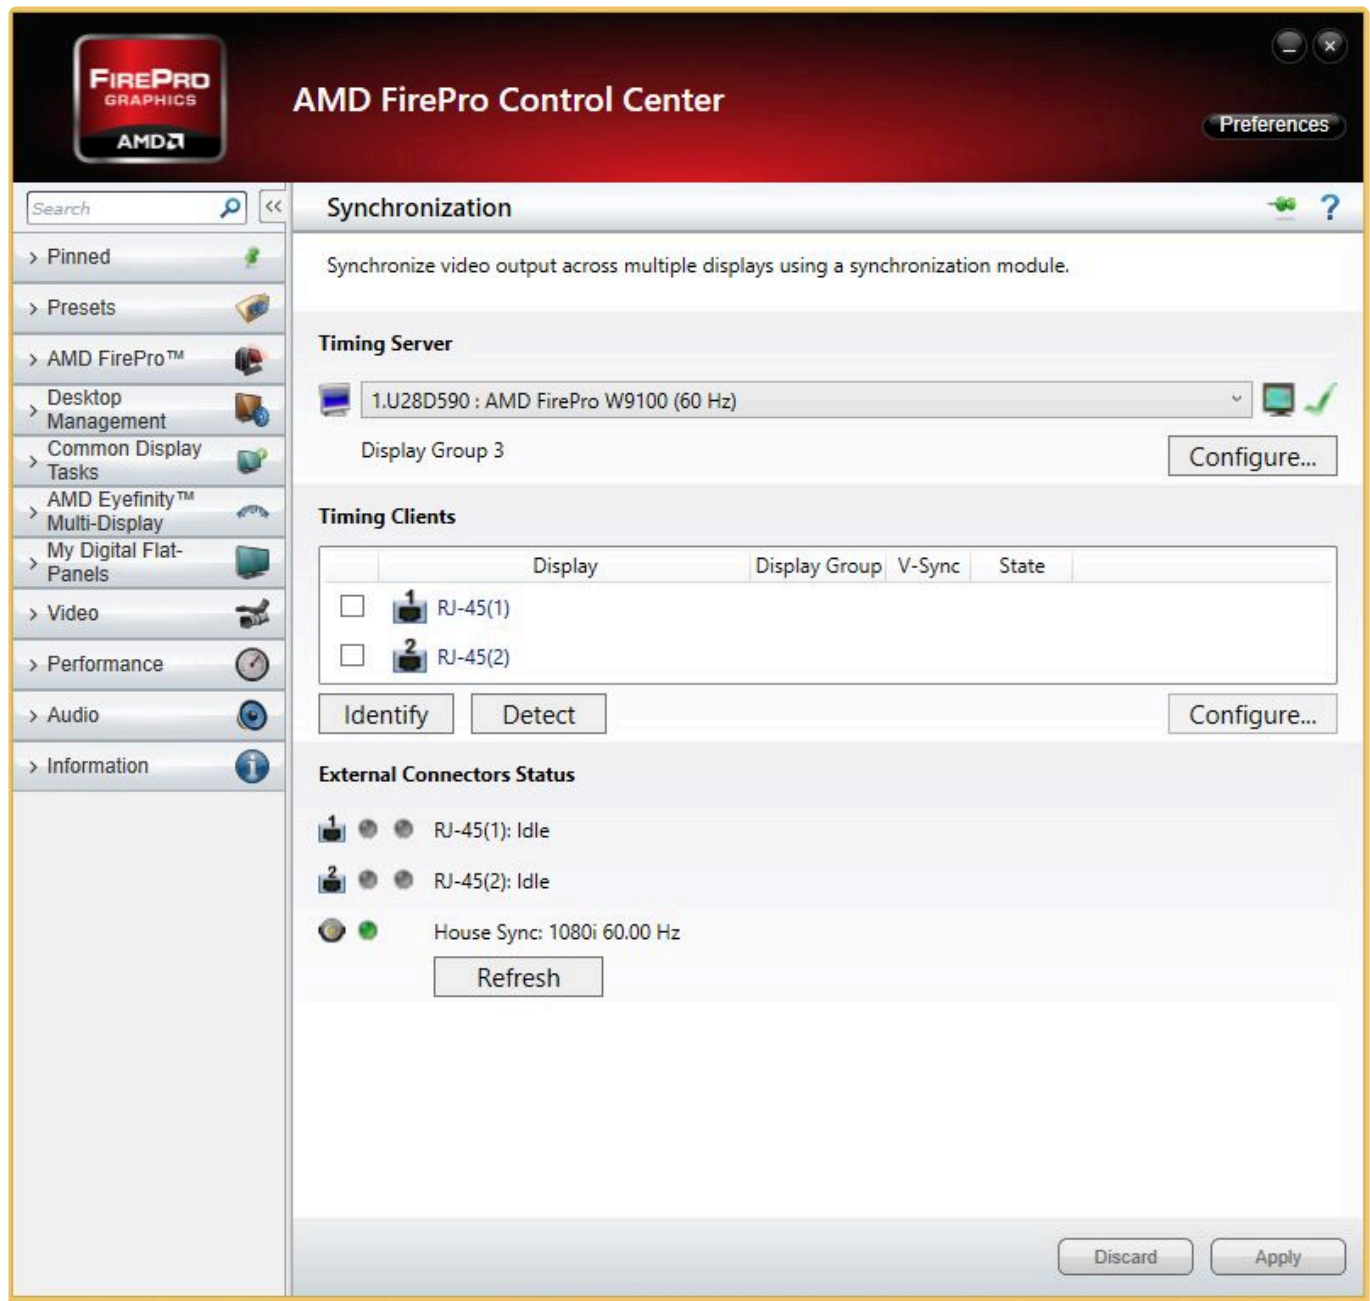 FIREPRO
GRAPHICS
AMD
AMD FirePro Control Center
Preferences
Search
<<
Pinned
Presets
AMD FirePro™
Desktop
Management
Common Display
Tasks
AMD Eyefinity™
Multi-Display
My Digital Flat-
Panels
Video
Performance
Audio
Information
Synchronization
?
Synchronize video output across multiple displays using a synchronization module.
Timing Server
1.U28D590 : AMD FirePro W9100 (60 Hz)
Display Group 3
Configure...
Timing Clients
Display Display Group V-Sync State
1 RJ-45(1)
2 RJ-45(2)
Identify Detect Configure...
External Connectors Status
1 RJ-45(1): Idle
2 RJ-45(2): Idle
House Sync: 1080i 60.00 Hz
Refresh
Discard Apply